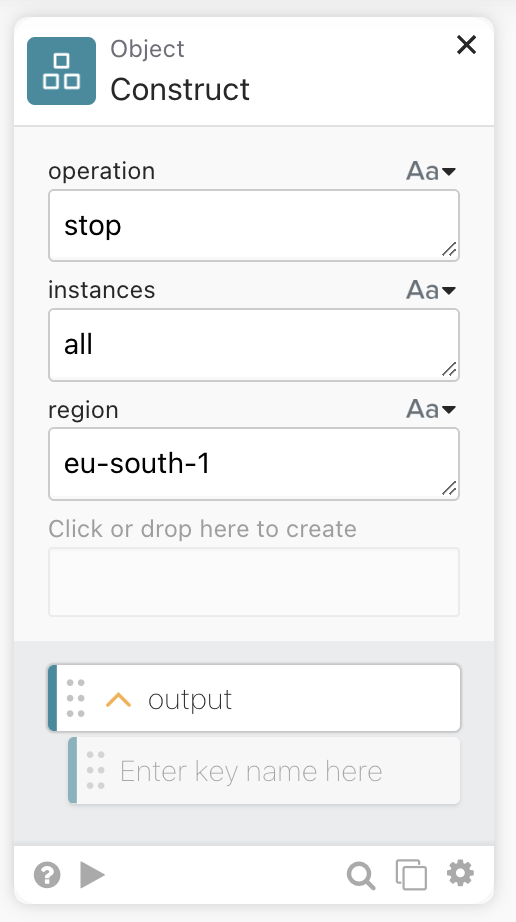 Object
Construct
operation
Aa
stop
instances
Aa
all
region
Aa
eu-south-1
Click or drop here to create
output
Enter key name here
?